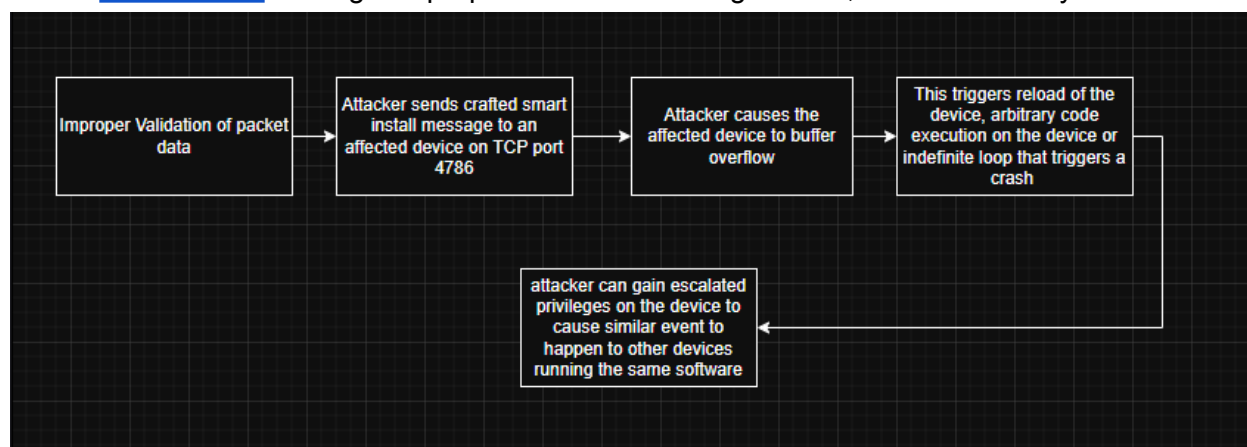 Improper Validation of packet
data
Attacker sends crafted smart
install message to an
affected device on TCP port
4786
Attacker causes the
affected device to buffer
overflow
This triggers reload of the
device, arbitrary code
execution on the device or
indefinite loop that triggers a
crash
attacker can gain escalated
privileges on the device to
cause similar event to
happen to other devices
running the same software